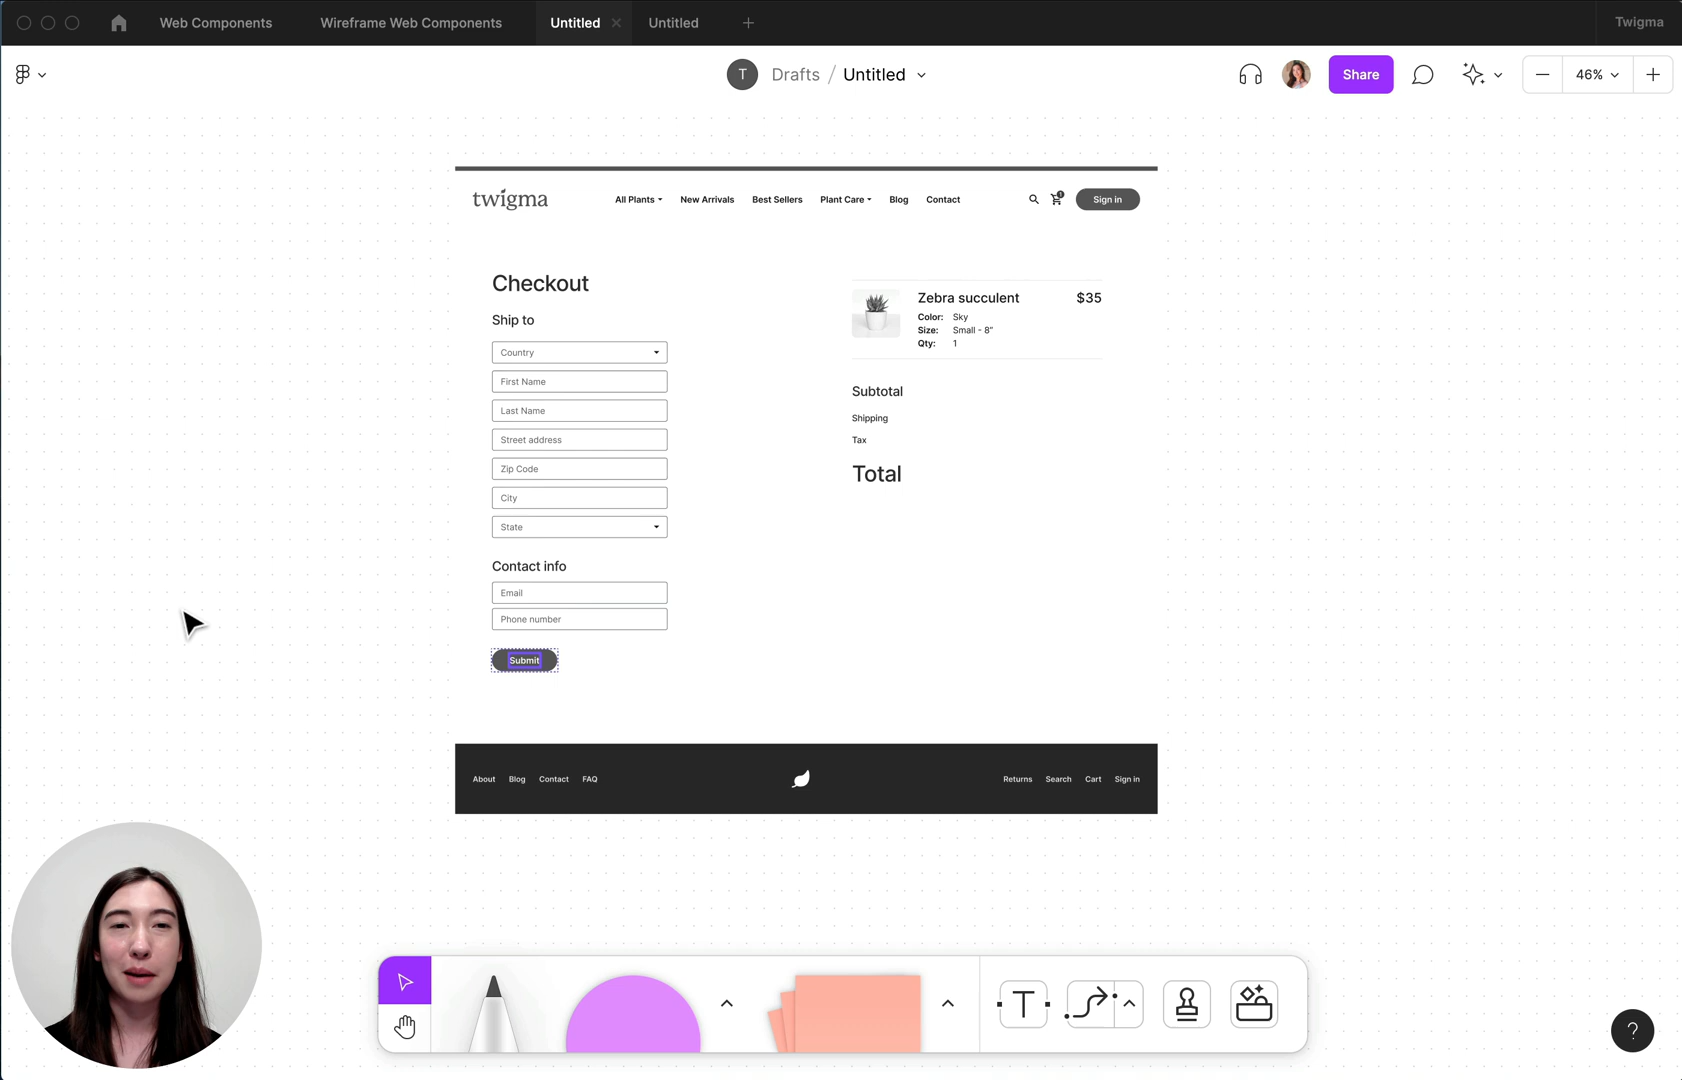 Web Components Wireframe Web Components Untitled Untitled Twigma
T Drafts / Untitled Share 46%
twigma All Plants New Arrivals Best Sellers Plant Care Blog Contact 1 Sign in
Checkout
Ship to
Country
First Name
Last Name
Street address
Zip Code
City
State
Contact info
Email
Phone number
Submit
Zebra succulent $35
Color: Sky
Size: Small - 8"
Qty: 1
Subtotal
Shipping
Tax
Total
About Blog Contact FAQ Returns Search Cart Sign in
T
?